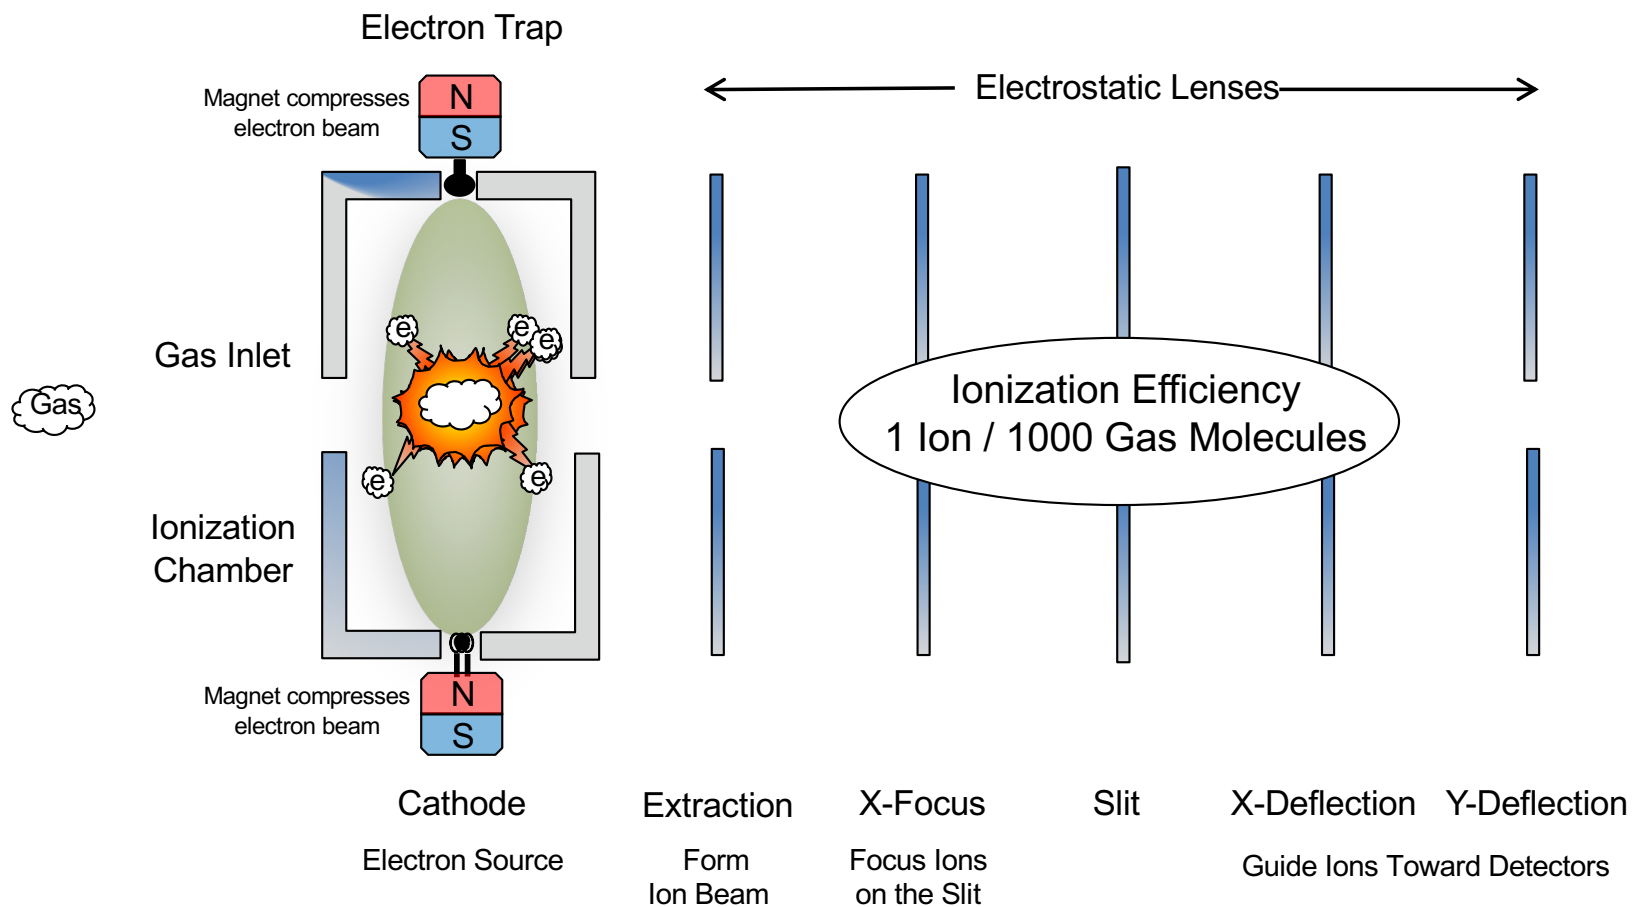 Electron Trap
Magnet compresses
electron beam
N
S
Electrostatic Lenses
Gas Inlet
Gas
e
e
e
e
e
Ionization Efficiency
1 Ion / 1000 Gas Molecules
Ionization
Chamber
Magnet compresses
electron beam
N
S
Cathode
Electron Source
Extraction
Form
Ion Beam
X-Focus
Focus Ions
on the Slit
Slit
X-Deflection
Y-Deflection
Guide Ions Toward Detectors